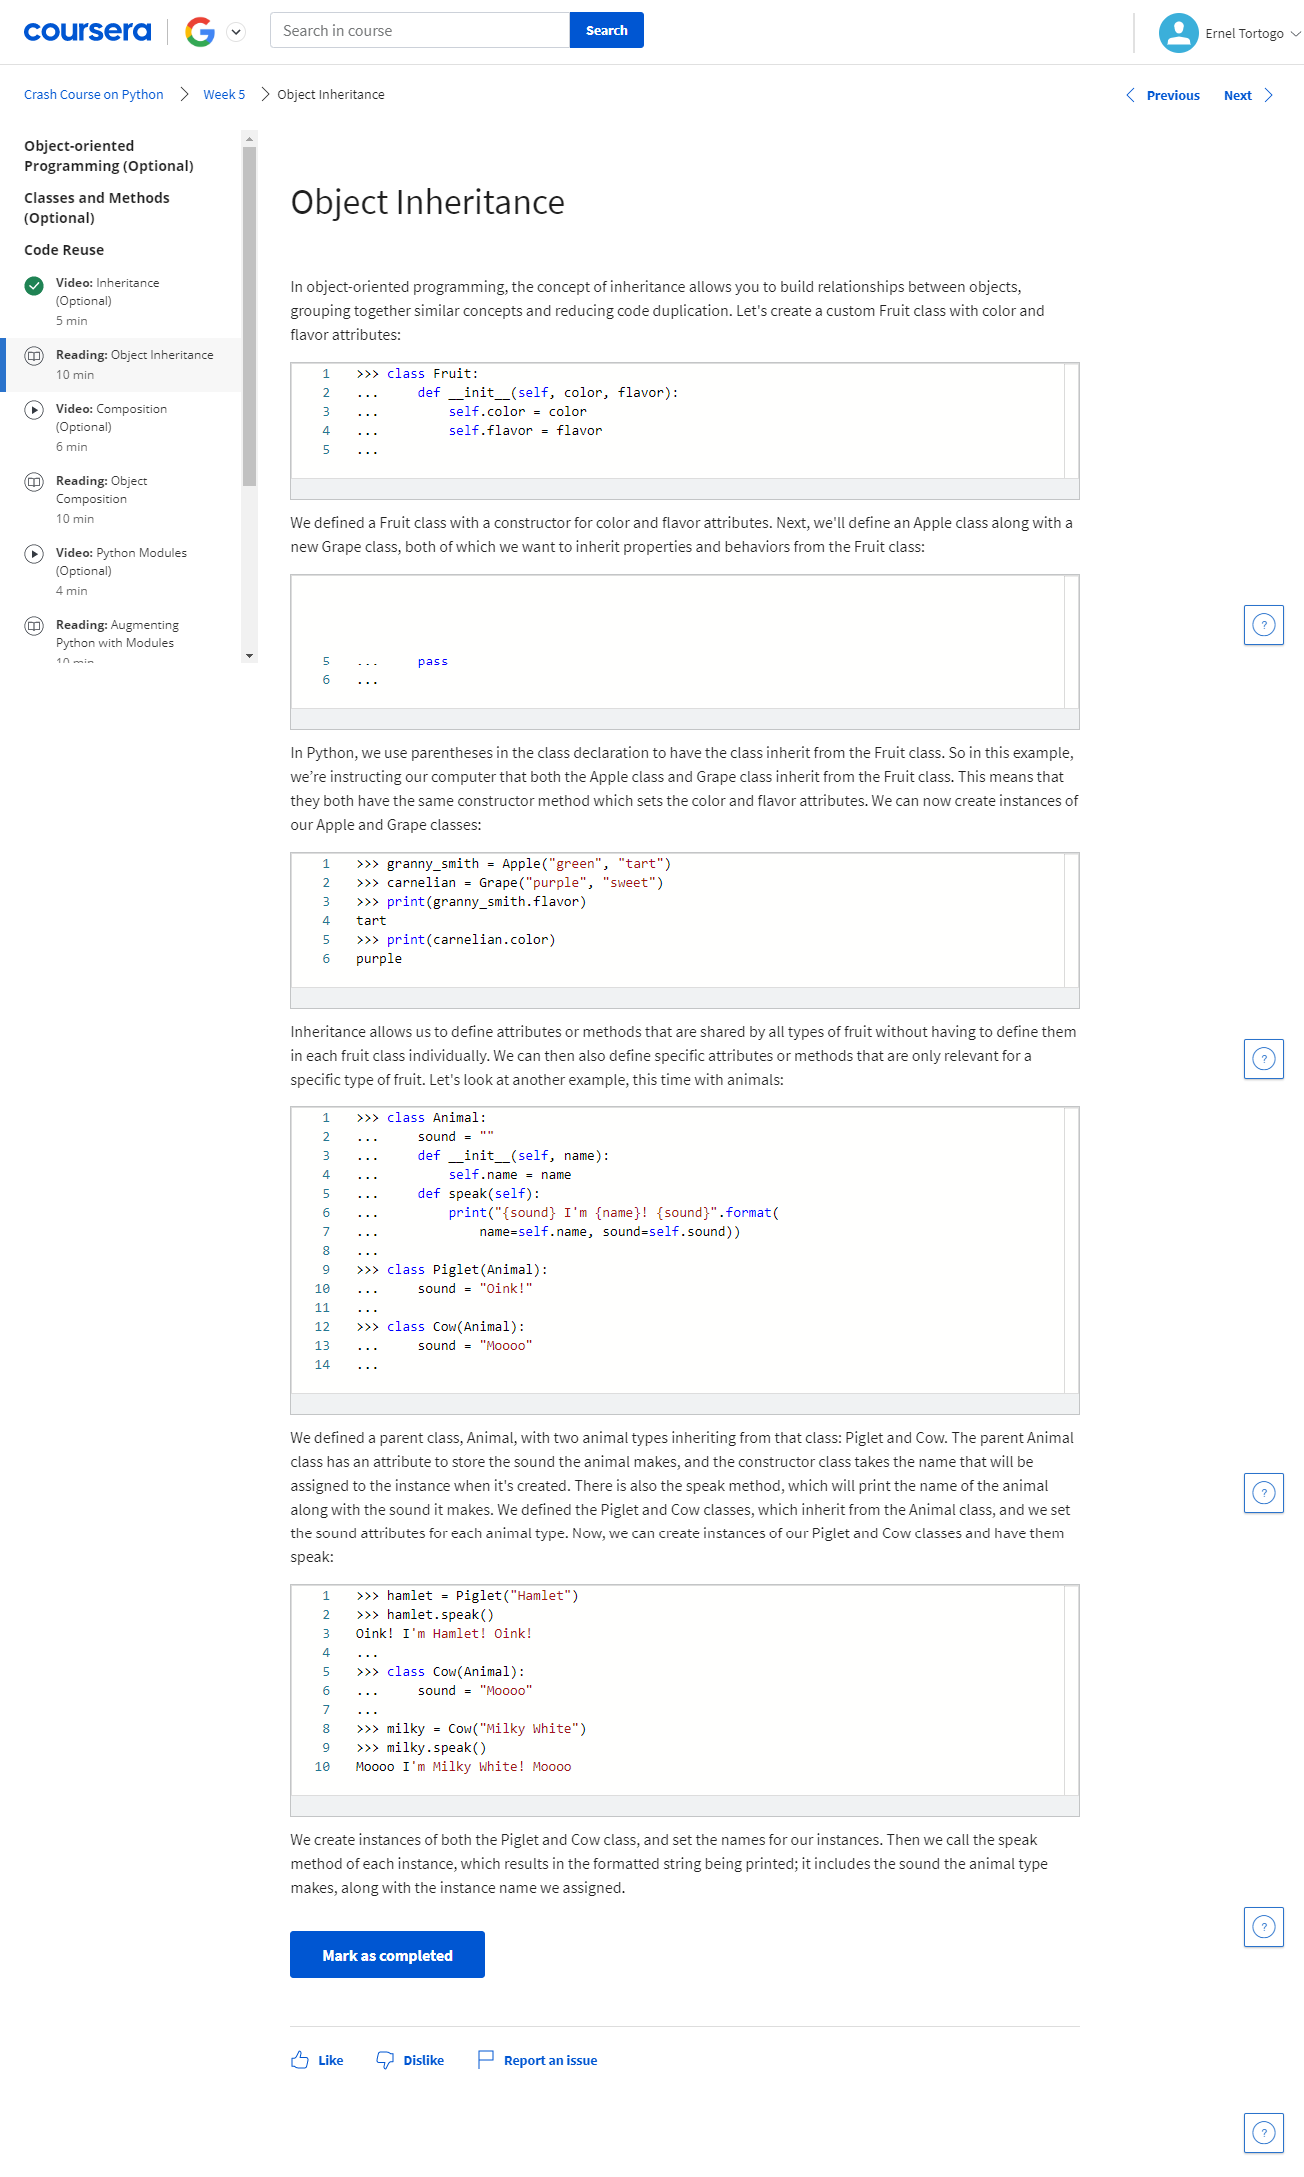 coursera
Search in course
Search
Ernel Tortogo
Crash Course on Python
Week 5
Object Inheritance
Previous
Next
Object-oriented
Programming (Optional)
Classes and Methods
(Optional)
Code Reuse
Video: Inheritance
(Optional)
5 min
Reading: Object Inheritance
10 min
Video: Composition
(Optional)
6 min
Reading: Object
Composition
10 min
Video: Python Modules
(Optional)
4 min
Reading: Augmenting
Python with Modules
10 min
Object Inheritance
In object-oriented programming, the concept of inheritance allows you to build relationships between objects,
grouping together similar concepts and reducing code duplication. Let's create a custom Fruit class with color and
flavor attributes:
1 >>> class Fruit:
2 ...     def __init__(self, color, flavor):
3 ...         self.color = color
4 ...         self.flavor = flavor
5 ...
We defined a Fruit class with a constructor for color and flavor attributes. Next, we'll define an Apple class along with a
new Grape class, both of which we want to inherit properties and behaviors from the Fruit class:
5 ...     pass
6 ...
In Python, we use parentheses in the class declaration to have the class inherit from the Fruit class. So in this example,
we’re instructing our computer that both the Apple class and Grape class inherit from the Fruit class. This means that
they both have the same constructor method which sets the color and flavor attributes. We can now create instances of
our Apple and Grape classes:
1 >>> granny_smith = Apple("green", "tart")
2 >>> carnelian = Grape("purple", "sweet")
3 >>> print(granny_smith.flavor)
4 tart
5 >>> print(carnelian.color)
6 purple
Inheritance allows us to define attributes or methods that are shared by all types of fruit without having to define them
in each fruit class individually. We can then also define specific attributes or methods that are only relevant for a
specific type of fruit. Let's look at another example, this time with animals:
1 >>> class Animal:
2 ...     sound = ""
3 ...     def __init__(self, name):
4 ...         self.name = name
5 ...     def speak(self):
6 ...         print("{sound} I'm {name}! {sound}".format(
7 ...             name=self.name, sound=self.sound))
8 ...
9 >>> class Piglet(Animal):
10 ...     sound = "Oink!"
11 ...
12 >>> class Cow(Animal):
13 ...     sound = "Moooo"
14 ...
We defined a parent class, Animal, with two animal types inheriting from that class: Piglet and Cow. The parent Animal
class has an attribute to store the sound the animal makes, and the constructor class takes the name that will be
assigned to the instance when it's created. There is also the speak method, which will print the name of the animal
along with the sound it makes. We defined the Piglet and Cow classes, which inherit from the Animal class, and we set
the sound attributes for each animal type. Now, we can create instances of our Piglet and Cow classes and have them
speak:
1 >>> hamlet = Piglet("Hamlet")
2 >>> hamlet.speak()
3 Oink! I'm Hamlet! Oink!
4 ...
5 >>> class Cow(Animal):
6 ...     sound = "Moooo"
7 ...
8 >>> milky = Cow("Milky White")
9 >>> milky.speak()
10 Moooo I'm Milky White! Moooo
We create instances of both the Piglet and Cow class, and set the names for our instances. Then we call the speak
method of each instance, which results in the formatted string being printed; it includes the sound the animal type
makes, along with the instance name we assigned.
Mark as completed
Like
Dislike
Report an issue